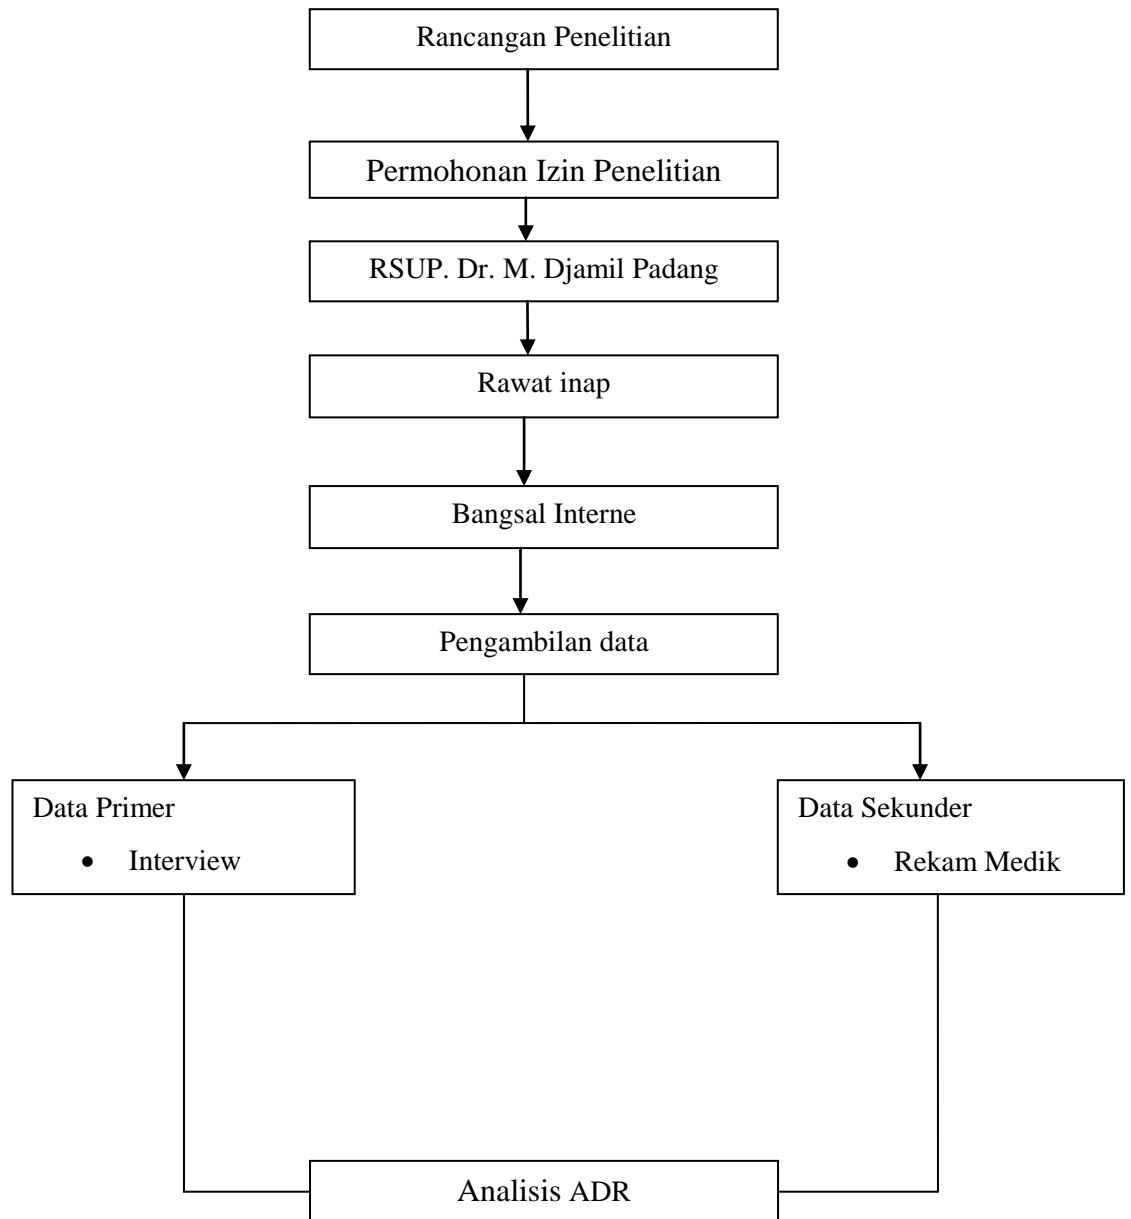 Rancangan Penelitian
Permohonan Izin Penelitian
RSUP. Dr. M. Djamil Padang
Rawat inap
Bangsal Interne
Pengambilan data
Data Primer
• Interview
Data Sekunder
• Rekam Medik
Analisis ADR